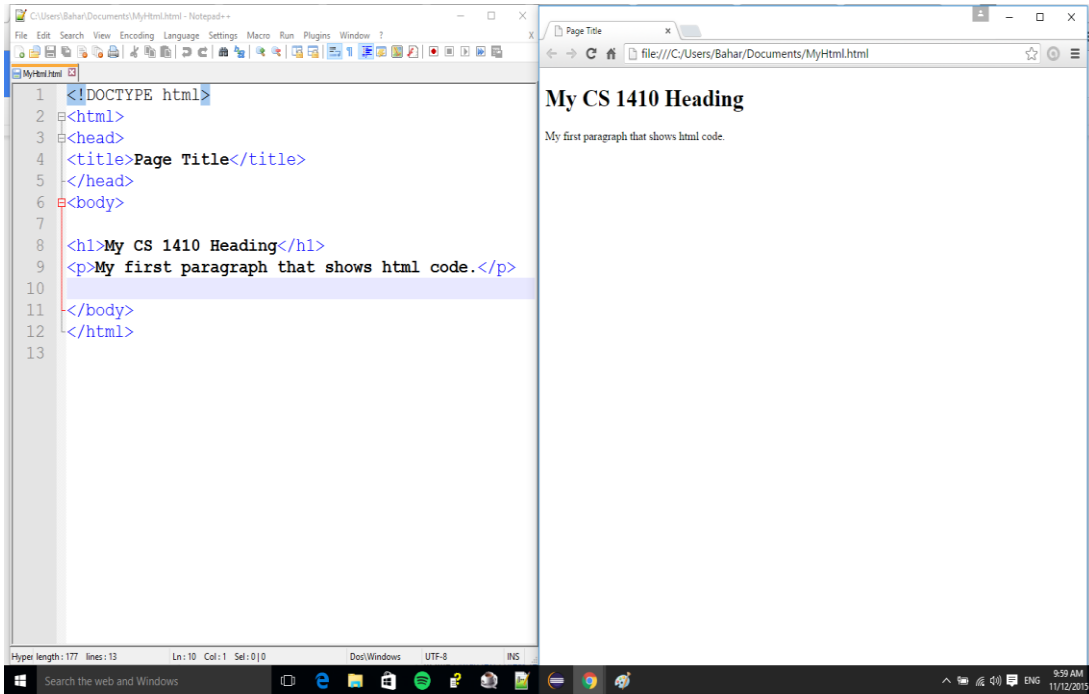 C:\Users\Bahar\Documents\MyHtml.html - Notepad++
File Edit Search View Encoding Language Settings Macro Run Plugins Window ? X
MyHtml.html
1 <!DOCTYPE html>
2 <html>
3 <head>
4 <title>Page Title</title>
5 </head>
6 <body>
7
8 <h1>My CS 1410 Heading</h1>
9 <p>My first paragraph that shows html code.</p>
10
11 </body>
12 </html>
13
Hyper length : 177 lines : 13 Ln : 10 Col : 1 Sel : 0 | 0 Dos\Windows UTF-8 INS
Page Title
file:///C:/Users/Bahar/Documents/MyHtml.html
My CS 1410 Heading
My first paragraph that shows html code.
Search the web and Windows
ENG
9:59 AM
11/12/2015